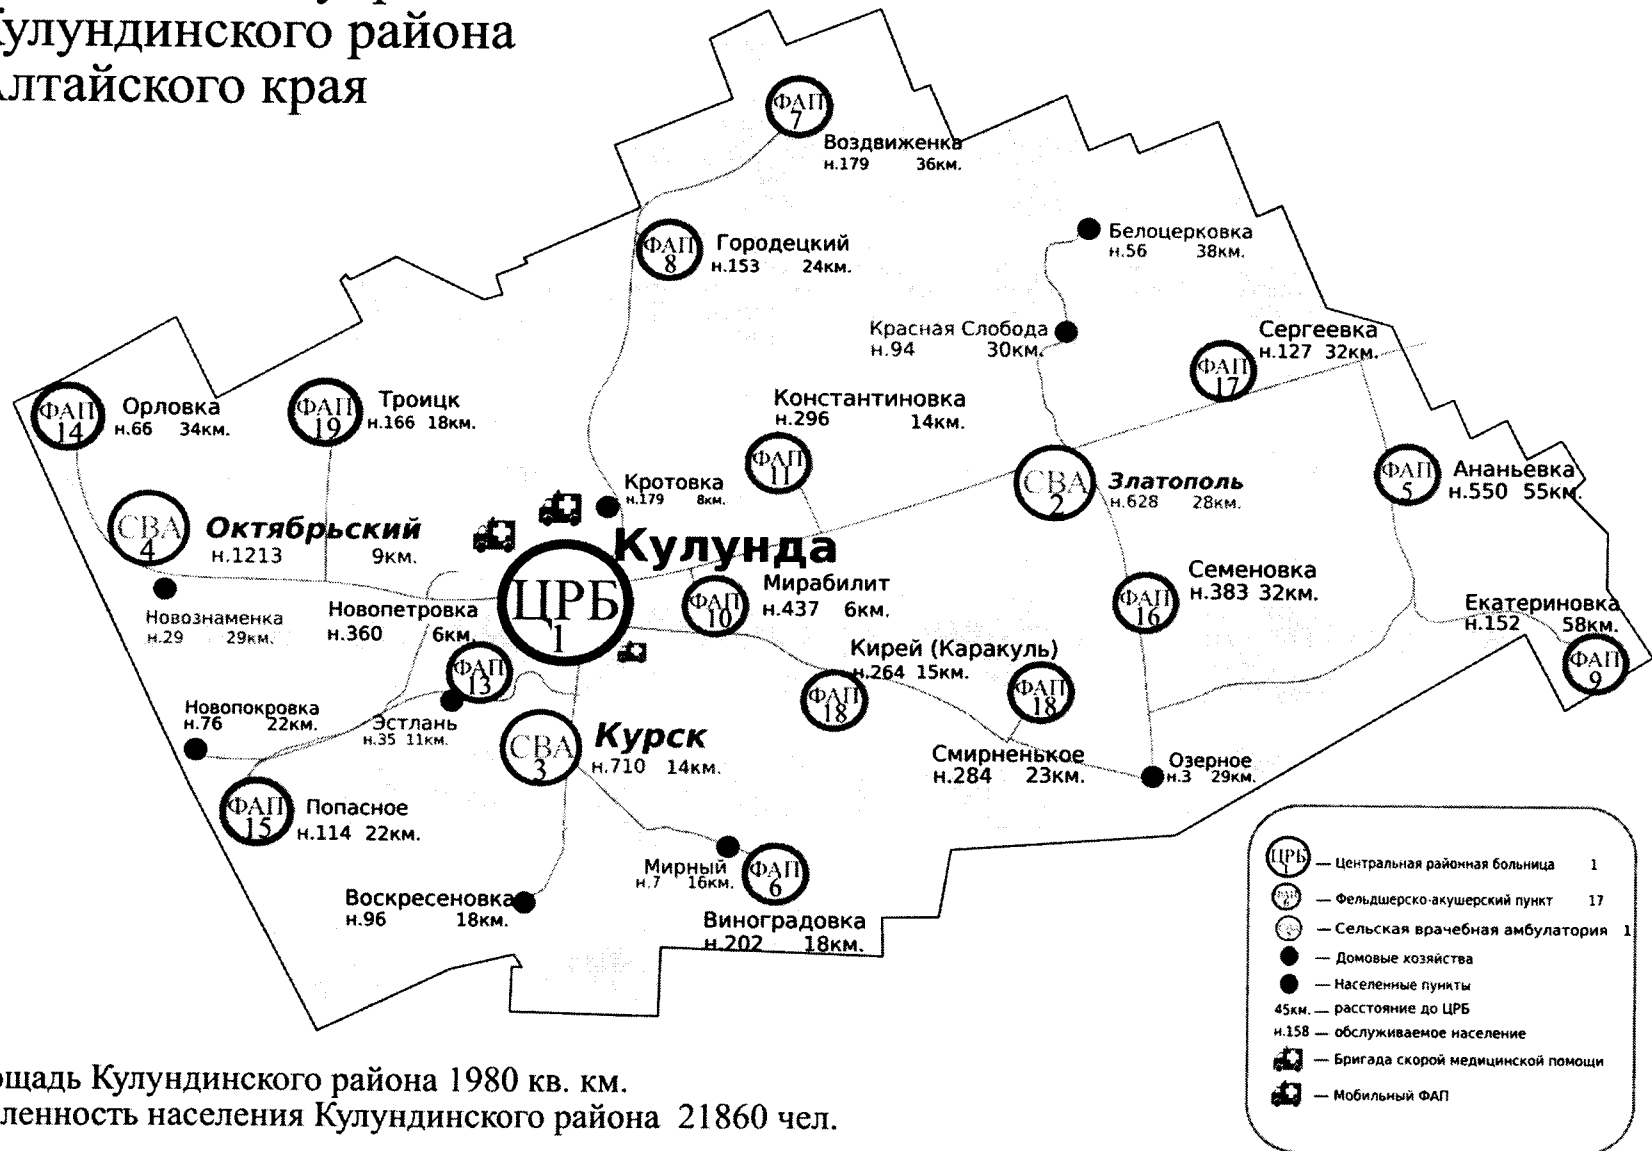 Кулундинского района
Алтайского края
ФАП
7
Воздвиженка
н.179 36км.
ФАП
8
Городецкий
н.153 24км.
Белоцерковка
н.56 38км.
Красная Слобода
н.94 30км.
Сергеевка
н.127 32км.
ФАП
17
ФАП
14
Орловка
н.66 34км.
ФАП
19
Троицк
н.166 18км.
Константиновка
н.296 14км.
ФАП
11
Кротовка
н.179 8км.
СВА
2
Златополь
н.628 28км.
ФАП
5
Ананьевка
н.550 55км.
СВА
4
Октябрьский
н.1213 9км.
Кулунда
ЦРБ
1
Новознаменка
н.29 29км.
Новопетровка
н.360 6км.
ФАП
13
ФАП
10
Мирабилит
н.437 6км.
Семеновка
н.383 32км.
ФАП
16
Екатериновка
н.152 58км.
ФАП
9
Кирей (Каракуль)
н.264 15км.
ФАП
18
ФАП
18
Смирненькое
н.284 23км.
Озерное
н.3 29км.
Новопокровка
н.76 22км.
Эстлань
н.35 11км.
СВА
3
Курск
н.710 14км.
ФАП
15
Попасное
н.114 22км.
Мирный
н.7 16км.
ФАП
6
Виноградовка
н.202 18км.
Воскресеновка
н.96 18км.
ЦРБ
1
— Центральная районная больница 1
— Фельдшерско-акушерский пункт 17
— Сельская врачебная амбулатория 1
— Домовые хозяйства
— Населенные пункты
45км. — расстояние до ЦРБ
н.158 — обслуживаемое население
— Бригада скорой медицинской помощи
— Мобильный ФАП
ощадь Кулундинского района 1980 кв. км.
ленность населения Кулундинского района 21860 чел.